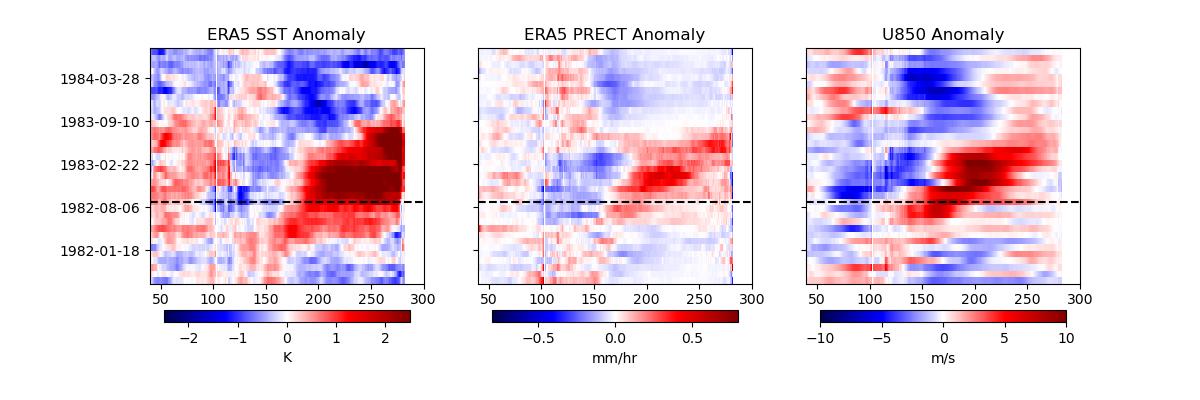 ERA5 SST Anomaly
ERA5 PRECT Anomaly
U850 Anomaly
1984-03-28
1983-09-10
1983-02-22
1982-08-06
1982-01-18
50 100 150 200 250 300
50 100 150 200 250 300
50 100 150 200 250 300
−2 −1 0 1 2
−0.5 0.0 0.5
−10 −5 0 5 10
K
mm/hr
m/s